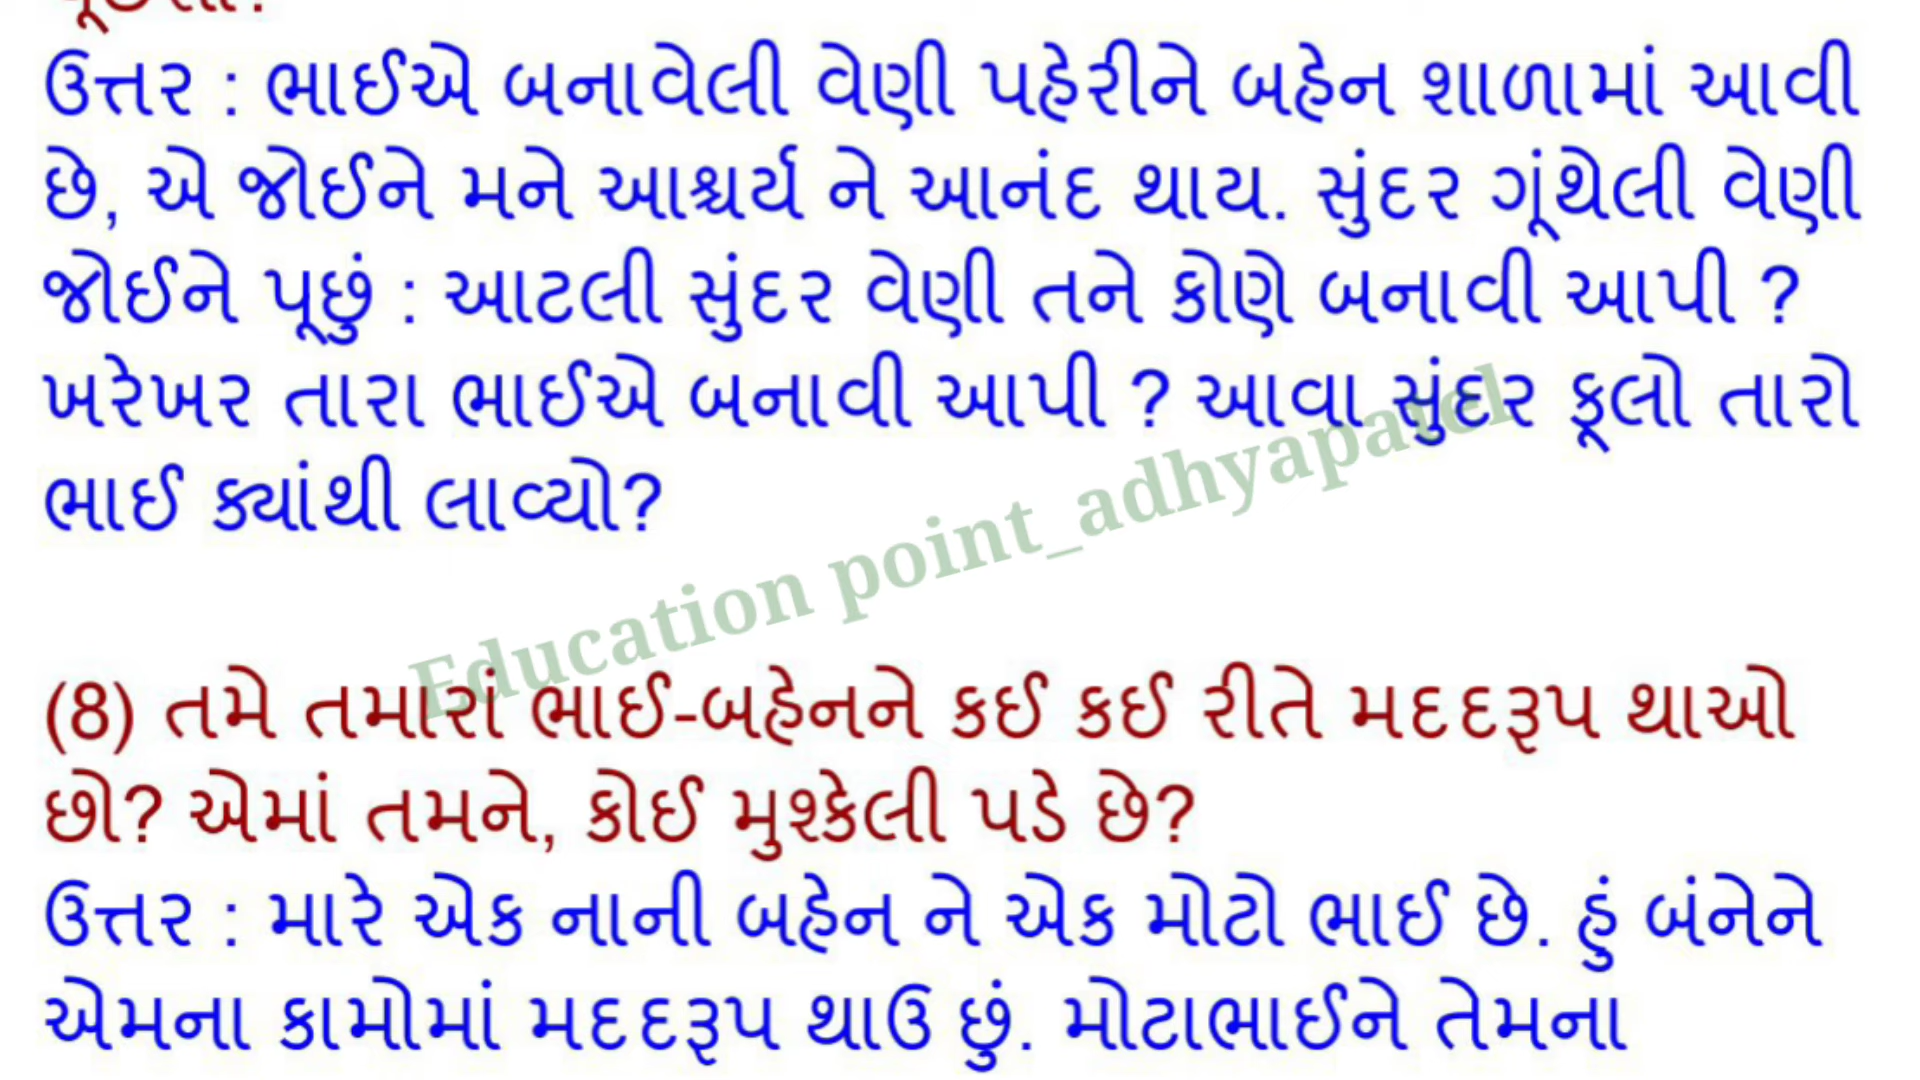 ઉત્તર : ભાઈએ બનાવેલી વેણી પહેરીને બહેન શાળામાં આવી
છે, એ જોઈને મને આશ્ચર્ય ને આનંદ થાય. સુંદર ગૂંથેલી વેણી
જોઈને પૂછું : આટલી સુંદર વેણી તને કોણે બનાવી આપી ?
ખરેખર તારા ભાઈએ બનાવી આપી ? આવા સુંદર ફૂલો તારો
ભાઈ ક્યાંથી લાવ્યો?
Education point_adhyapatel
(8) તમે તમારાં ભાઈ-બહેનને કઈ કઈ રીતે મદદરૂપ થાઓ
છો? એમાં તમને, કોઈ મુશ્કેલી પડે છે?
ઉત્તર : મારે એક નાની બહેન ને એક મોટો ભાઈ છે. હું બંનેને
એમના કામોમાં મદદરૂપ થાઉ છું. મોટાભાઈને તેમના